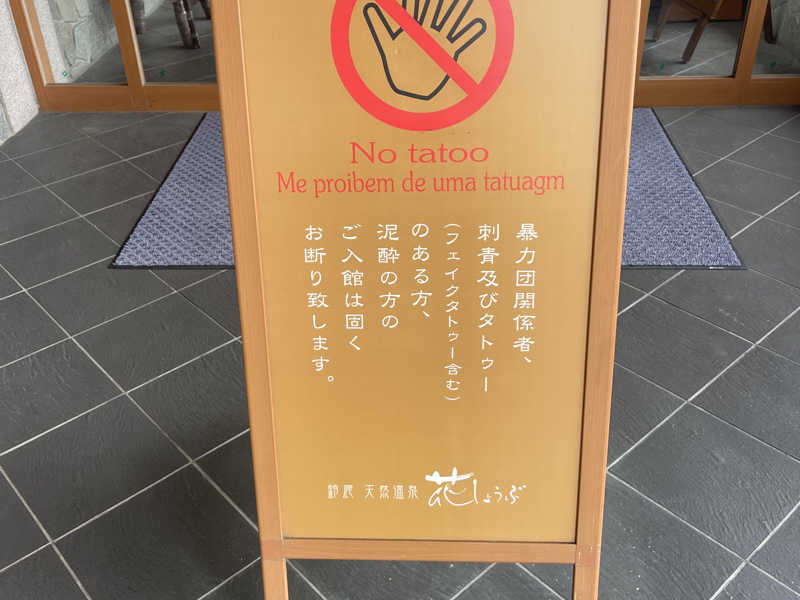 No tatoo
Me proibem de uma tatuagm
暴力団関係者、
刺青及びタトゥー
(フェイクタトゥー含む)
のある方、
泥酔の方の
ご入館は固く
お断り致します。
鈴鹿 天然温泉 花しょうぶ